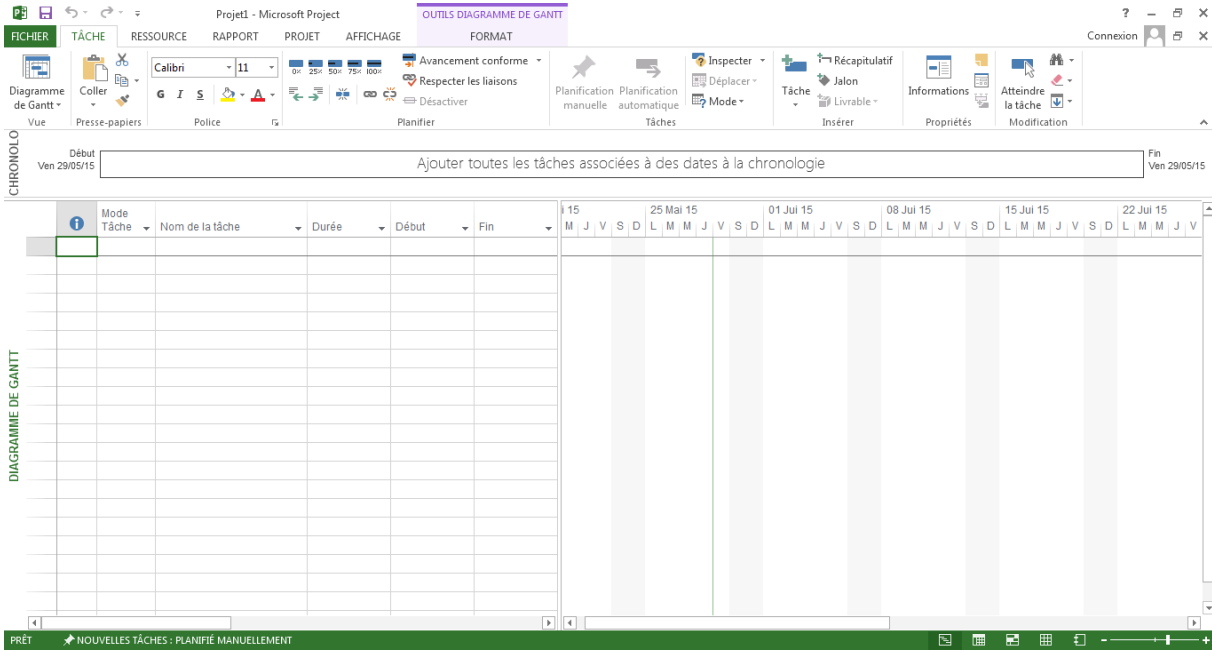 Projet1 - Microsoft Project
OUTILS DIAGRAMME DE GANTT
?
FICHIER TÂCHE RESSOURCE RAPPORT PROJET AFFICHAGE FORMAT
Connexion
Diagramme de Gantt
Vue
Coller
Presse-papiers
Calibri 11
G I S A
Police
0× 25× 50× 75× 100×
Avancement conforme
Respecter les liaisons
Désactiver
Planifier
Planification manuelle
Planification automatique
Inspecter
Déplacer
Mode
Tâches
Tâche
Récapitulatif
Jalon
Livrable
Insérer
Informations
Propriétés
Atteindre la tâche
Modification
CHRONOLO
Début
Ven 29/05/15
Ajouter toutes les tâches associées à des dates à la chronologie
Fin
Ven 29/05/15
Mode Tâche
Nom de la tâche
Durée
Début
Fin
i 15 25 Mai 15 01 Jui 15 08 Jui 15 15 Jui 15 22 Jui 15
M J V S D L M M J V S D L M M J V S D L M M J V S D L M M J V S D L M M J V
DIAGRAMME DE GANTT
PRÊT NOUVELLES TÂCHES : PLANIFIÉ MANUELLEMENT